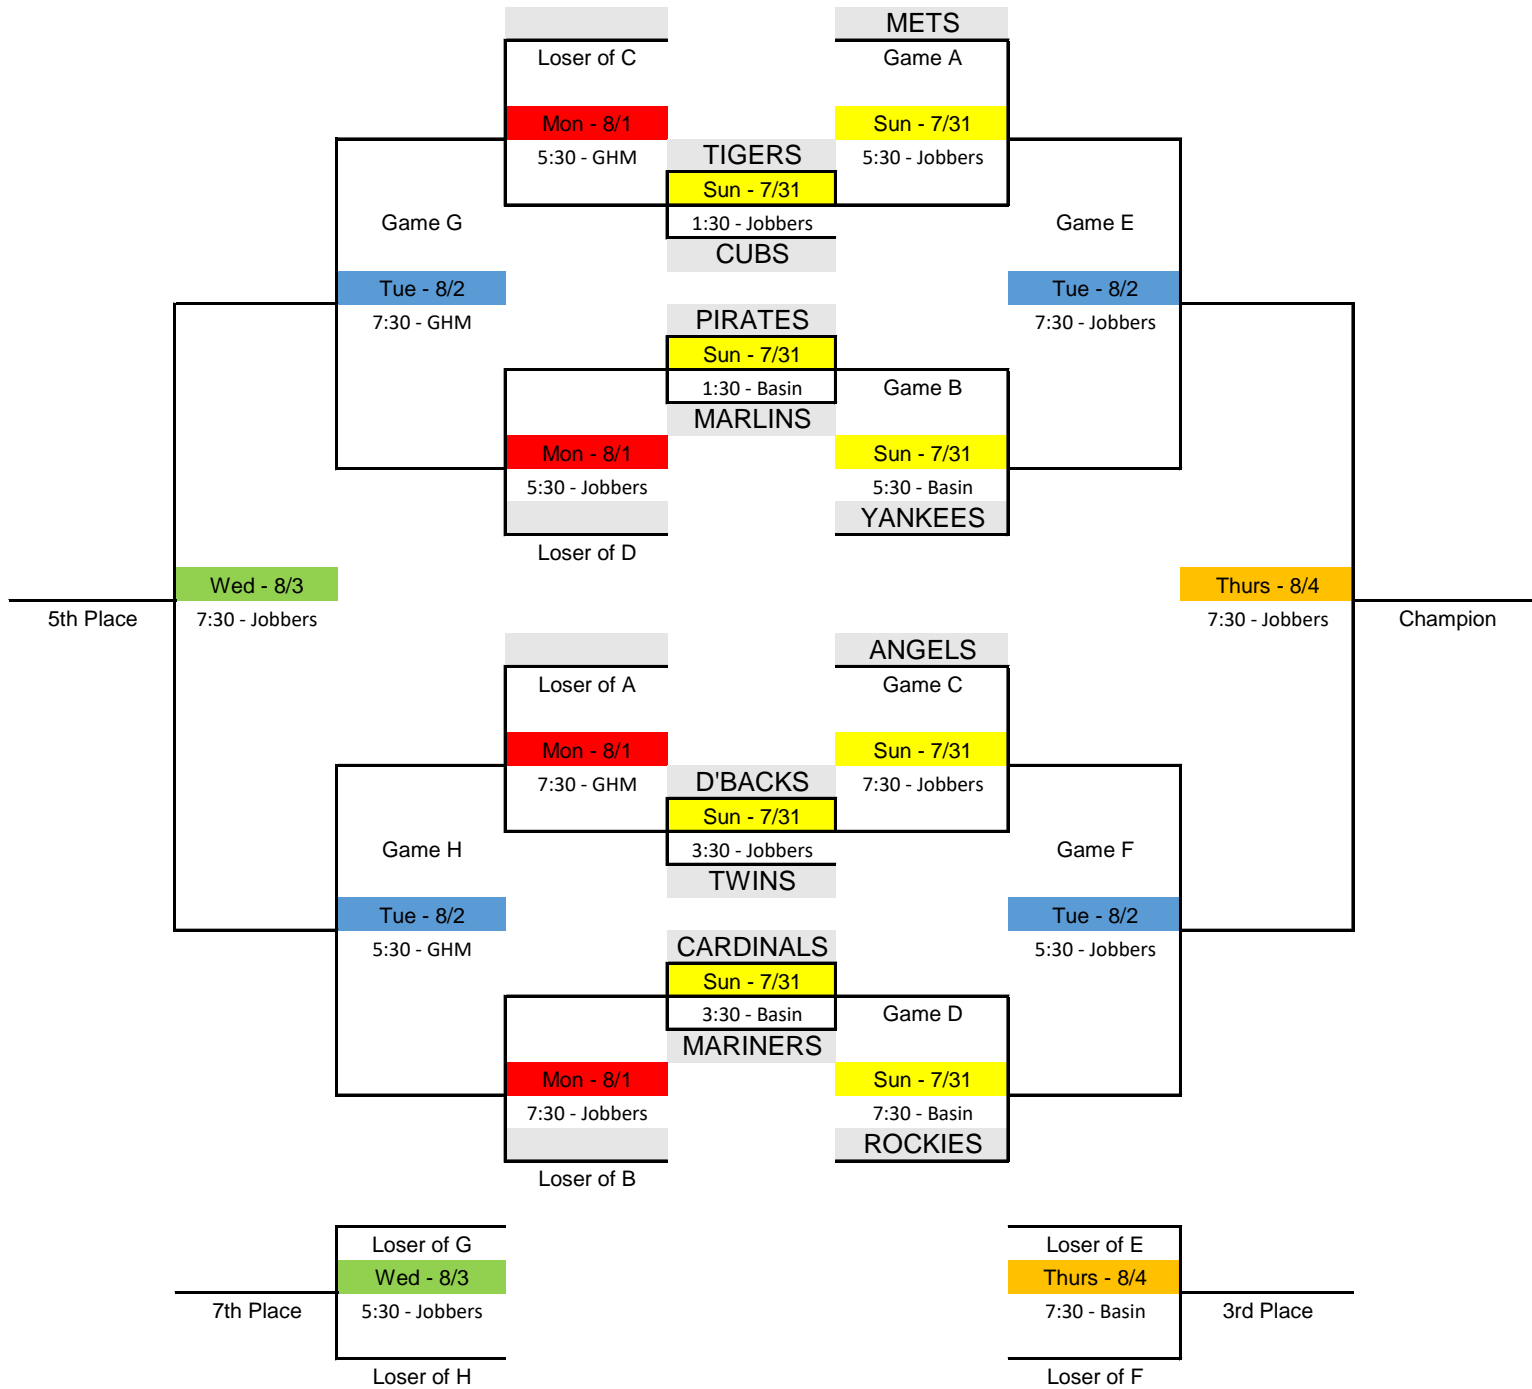 METS
Loser of C
Game A
Mon - 8/1
Sun - 7/31
5:30 - GHM
TIGERS
5:30 - Jobbers
Sun - 7/31
Game G
1:30 - Jobbers
Game E
CUBS
Tue - 8/2
Tue - 8/2
7:30 - GHM
PIRATES
7:30 - Jobbers
Sun - 7/31
1:30 - Basin
Game B
MARLINS
Mon - 8/1
Sun - 7/31
5:30 - Jobbers
5:30 - Basin
YANKEES
Loser of D
Wed - 8/3
Thurs - 8/4
5th Place
7:30 - Jobbers
7:30 - Jobbers
Champion
ANGELS
Loser of A
Game C
Mon - 8/1
Sun - 7/31
7:30 - GHM
D'BACKS
7:30 - Jobbers
Sun - 7/31
Game H
3:30 - Jobbers
Game F
TWINS
Tue - 8/2
Tue - 8/2
5:30 - GHM
CARDINALS
5:30 - Jobbers
Sun - 7/31
3:30 - Basin
Game D
MARINERS
Mon - 8/1
Sun - 7/31
7:30 - Jobbers
7:30 - Basin
ROCKIES
Loser of B
Loser of G
Loser of E
Wed - 8/3
Thurs - 8/4
7th Place
5:30 - Jobbers
7:30 - Basin
3rd Place
Loser of H
Loser of F